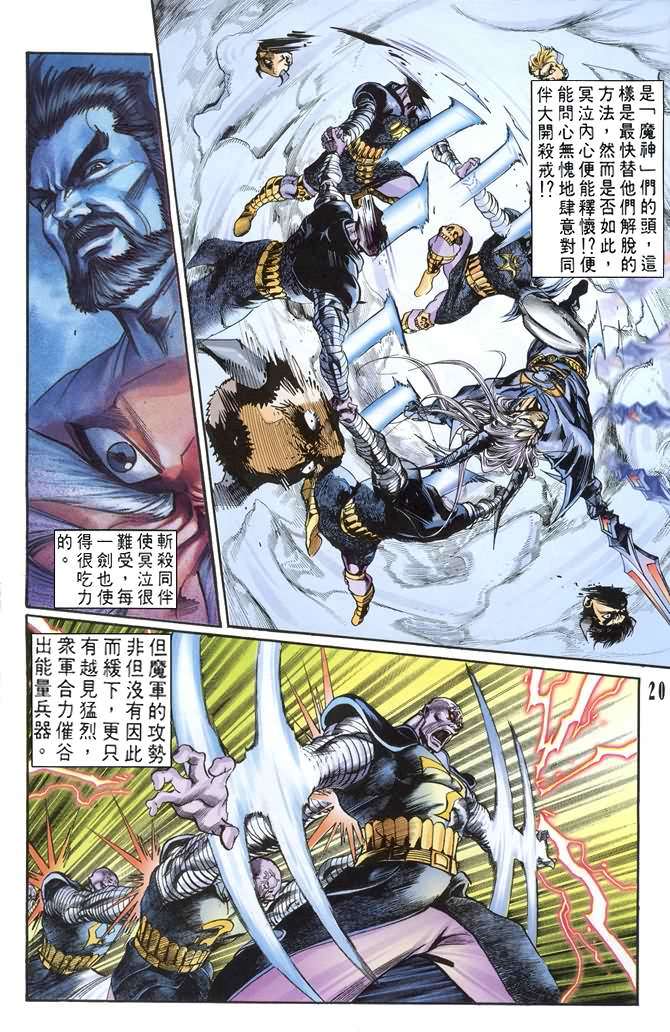 是「魔神」們的頭，這
樣是最快替他們解脫的
方法，然而是否如此，
冥泣內心便能釋懷!?便
能問心無愧地肆意對同
伴大開殺戒!?
斬殺同伴
使冥泣很
難受，每
一劍也使
得很吃力
的。
但魔軍的攻勢
非但沒有因此
而緩下，更只
有越見猛烈，
衆軍合力催谷
出能量兵器。
20